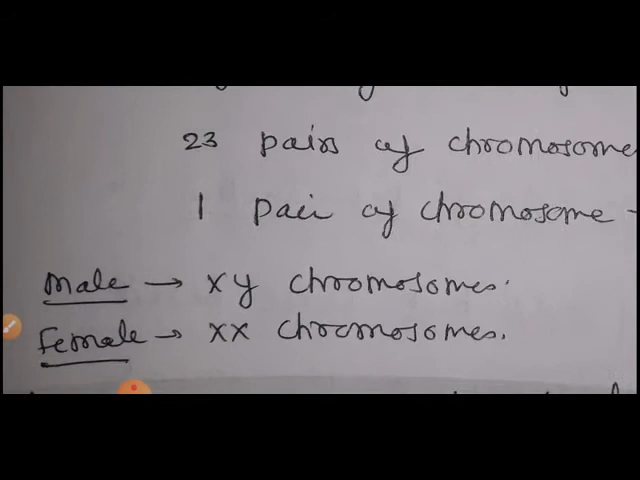 23 pairs of chromosome
1 pair of chromosome -
Male → XY chromosomes.
Female → XX chromosomes.